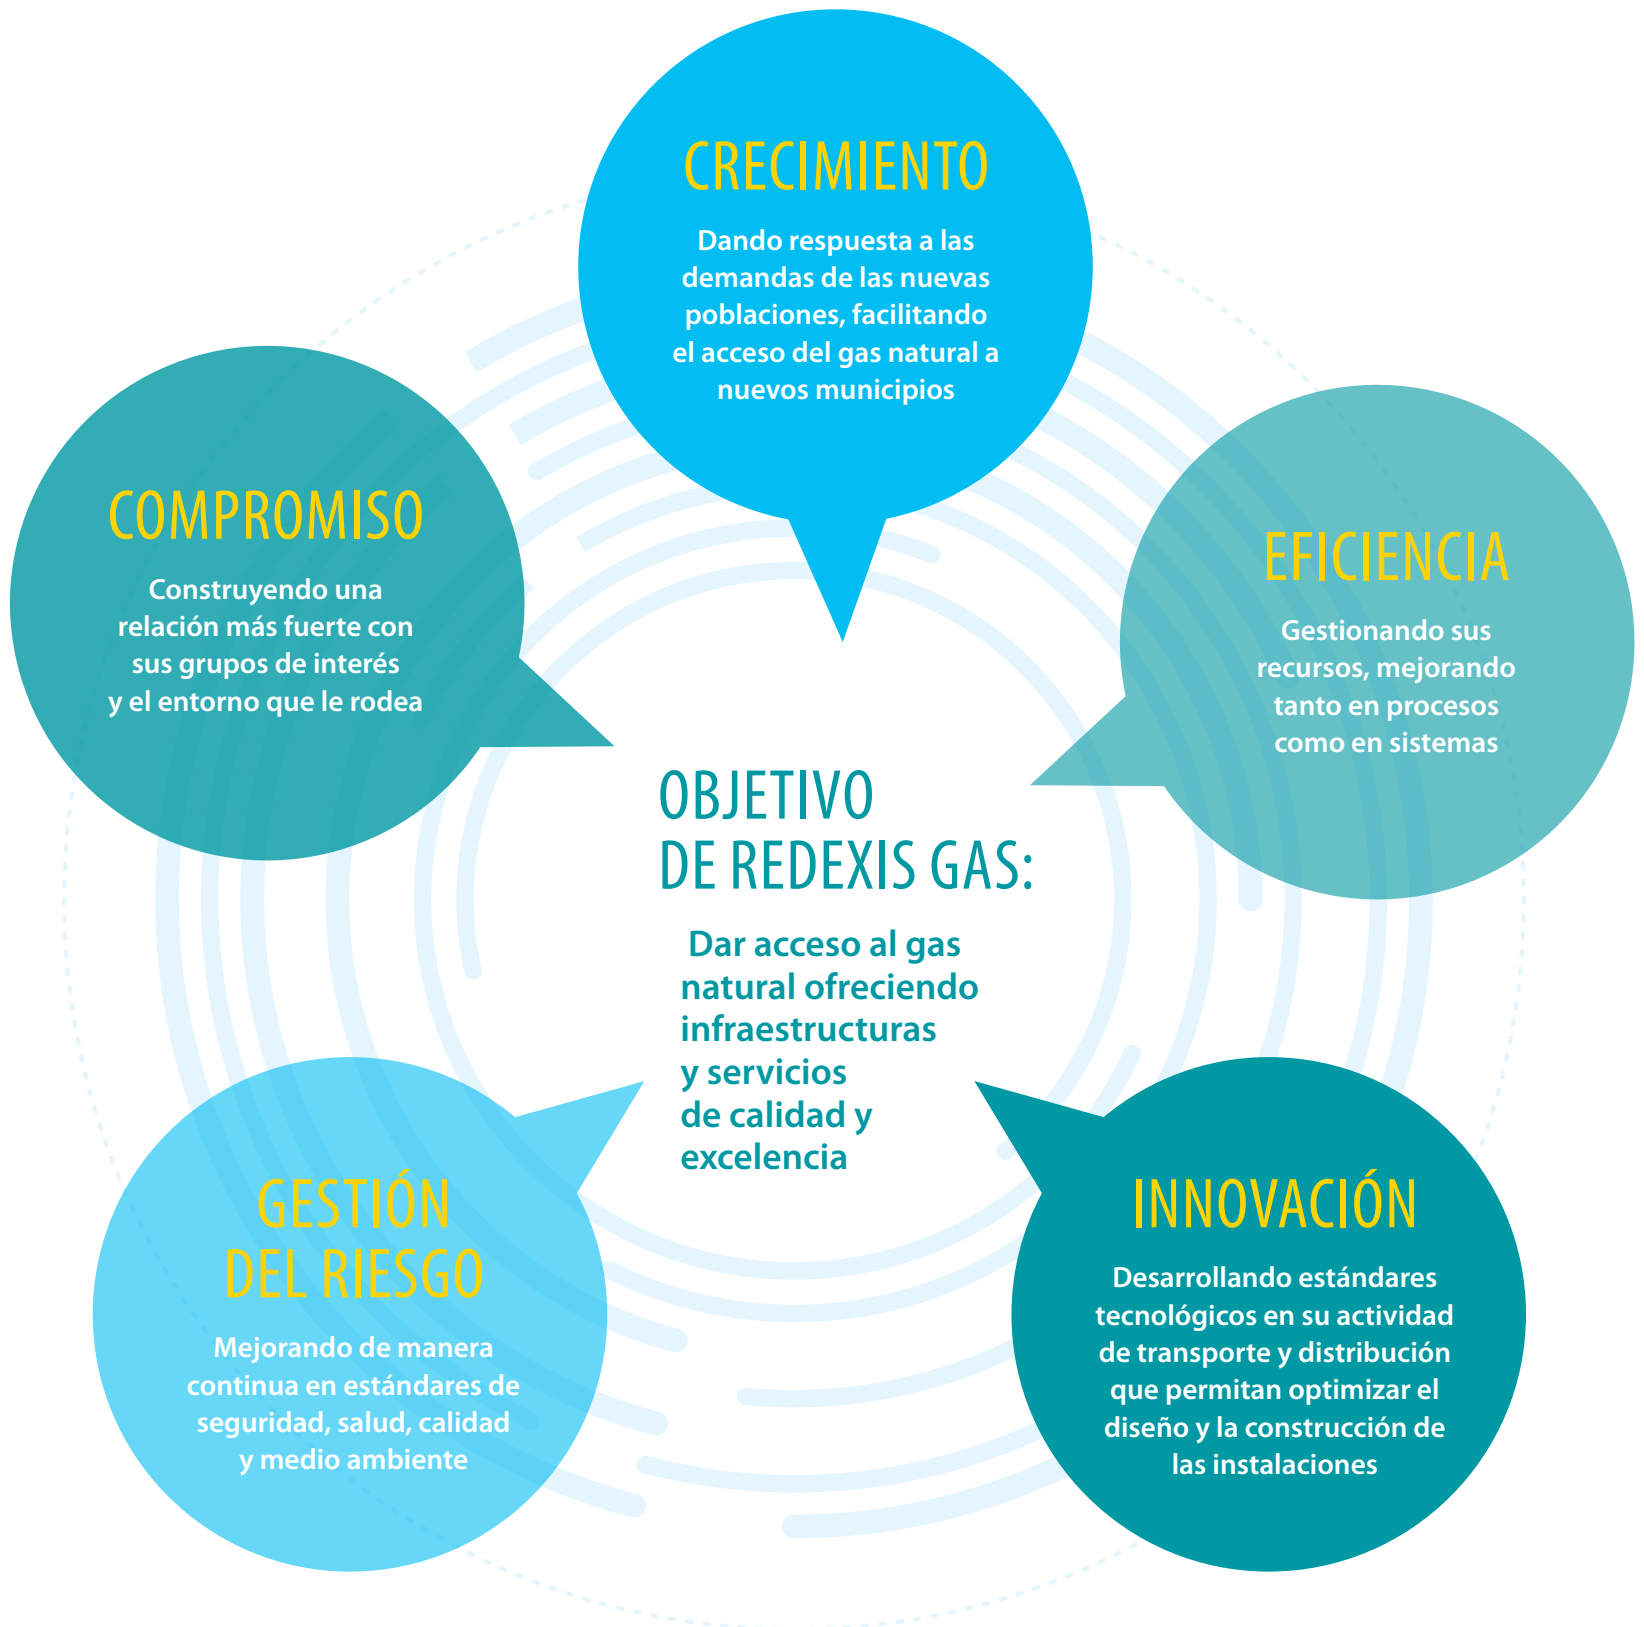 CRECIMIENTO
Dando respuesta a las
demandas de las nuevas
poblaciones, facilitando
el acceso del gas natural a
nuevos municipios
COMPROMISO
Construyendo una
relación más fuerte con
sus grupos de interés
y el entorno que le rodea
EFICIENCIA
Gestionando sus
recursos, mejorando
tanto en procesos
como en sistemas
OBJETIVO
DE REDEXIS GAS:
Dar acceso al gas
natural ofreciendo
infraestructuras
y servicios
de calidad y
excelencia
GESTIÓN
DEL RIESGO
Mejorando de manera
continua en estándares de
seguridad, salud, calidad
y medio ambiente
INNOVACIÓN
Desarrollando estándares
tecnológicos en su actividad
de transporte y distribución
que permitan optimizar el
diseño y la construcción de
las instalaciones